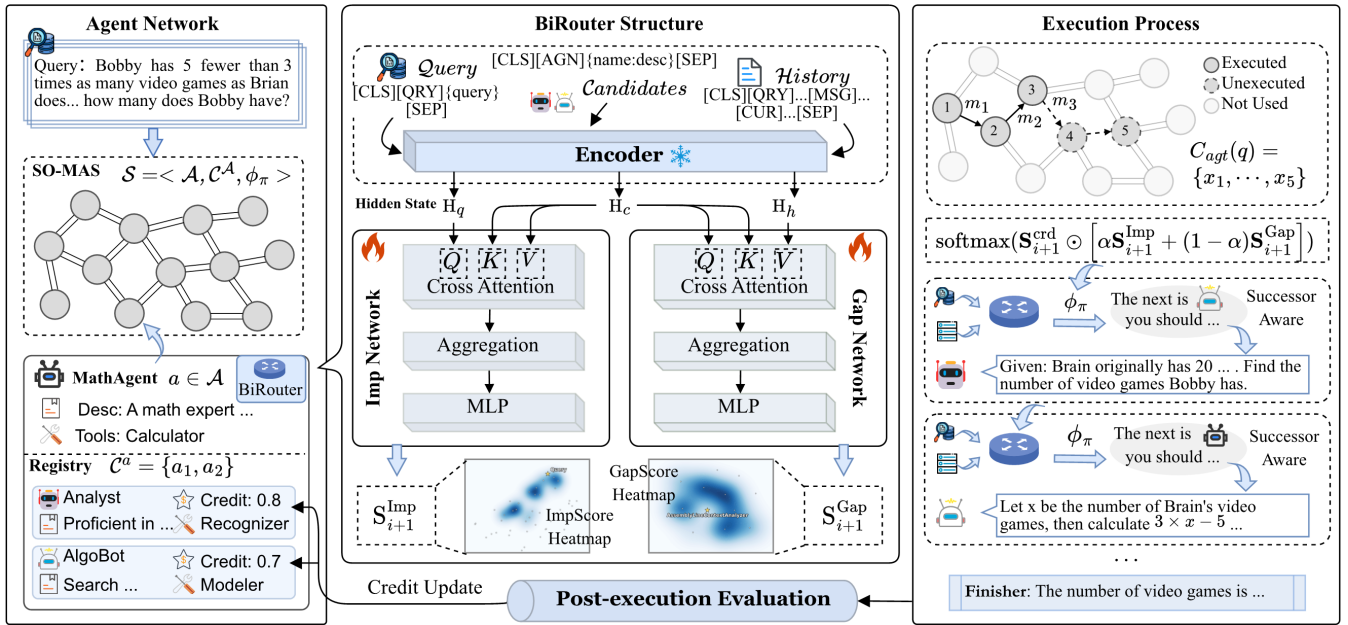 Agent Network
Query: Bobby has 5 fewer than 3
times as many video games as Brian
does... how many does Bobby have?
SO-MAS
𝒮 =< 𝒜, 𝒞^𝒜, ϕ_π >
MathAgent a ∈ 𝒜
BiRouter
Desc: A math expert ...
Tools: Calculator
Registry 𝒞^a = {a_1, a_2}
Analyst
Credit: 0.8
Proficient in ...
Recognizer
AlgoBot
Credit: 0.7
Search ...
Modeler
BiRouter Structure
Query
[CLS][QRY]{query}
[SEP]
[CLS][AGN]{name:desc}[SEP]
Candidates
History
[CLS][QRY]...[MSG]...
[CUR]...[SEP]
Encoder
Hidden State
H_q
H_c
H_h
Imp Network
Q K V
Cross Attention
Aggregation
MLP
Q K V
Cross Attention
Aggregation
MLP
Gap Network
S^Imp_{i+1}
Query
ImpScore
Heatmap
GapScore
Heatmap
S^Gap_{i+1}
Execution Process
1
m_1
2
m_2
3
m_3
4
5
Executed
Unexecuted
Not Used
C_{agt}(q) =
{x_1, ⋯, x_5}
softmax(S^crd_{i+1} ⊙ [αS^Imp_{i+1} + (1 − α)S^Gap_{i+1}])
ϕ_π
The next is
you should ...
Successor
Aware
Given: Brain originally has 20 ... . Find the
number of video games Bobby has.
ϕ_π
The next is
you should ...
Successor
Aware
Let x be the number of Brain's video
games, then calculate 3 × x − 5 ...
...
Finisher: The number of video games is ...
Credit Update
Post-execution Evaluation